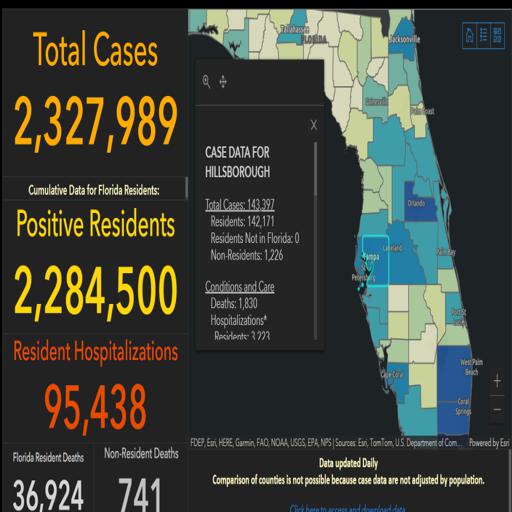 Total Cases
2,327,989
Cumulative Data for Florida Residents:
Positive Residents
2,284,500
Resident Hospitalizations
95,438
Florida Resident Deaths
36,924
Non-Resident Deaths
741
CASE DATA FOR
HILLSBOROUGH
Total Cases: 143,397
Residents: 142,171
Residents Not in Florida: 0
Non-Residents: 1,226
Conditions and Care
Deaths: 1,830
Hospitalizations*
Residents: 3,223
Tallahassee
FLORIDA
Jacksonville
Gainesville
Palm Coast
Orlando
Lakeland
Tampa
Petersburg
Palm Bay
Port St
Lucie
West Palm
Beach
Cape Coral
Coral
Springs
FDEP, Esri, HERE, Garmin, FAO, NOAA, USGS, EPA, NPS | Sources: Esri, TomTom, U.S. Department of Com...
Powered by Esri
Data updated Daily
Comparison of counties is not possible because case data are not adjusted by population.
Click here to access and download data